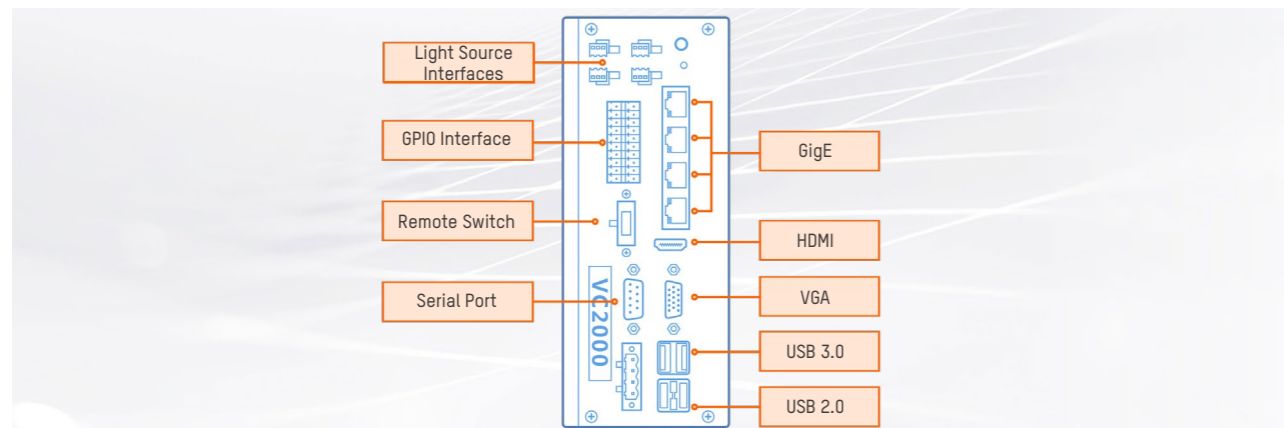 Light Source
Interfaces
GPIO Interface
Remote Switch
Serial Port
VC2000
GigE
HDMI
VGA
USB 3.0
USB 2.0